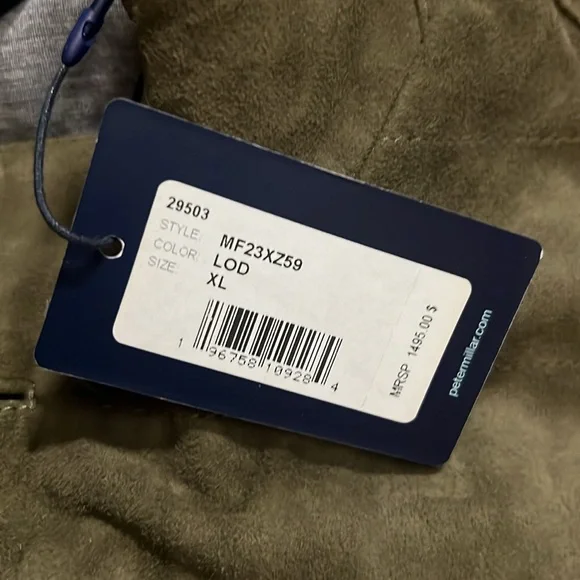 29503
STYLE: MF23XZ59
COLOR: LOD
SIZE: XL
1 96758 10928 4
MRSP 1495.00 $
petermillar.com